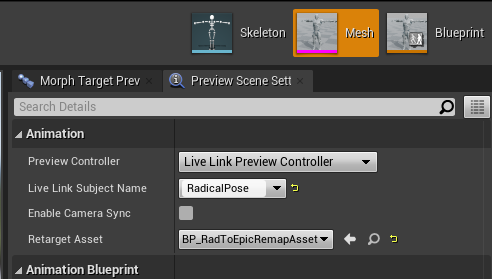 Skeleton Mesh Blueprint
Morph Target Prev Preview Scene Sett
Search Details
Animation
Preview Controller Live Link Preview Controller
Live Link Subject Name RadicalPose
Enable Camera Sync
Retarget Asset BP_RadToEpicRemapAsset
Animation Blueprint